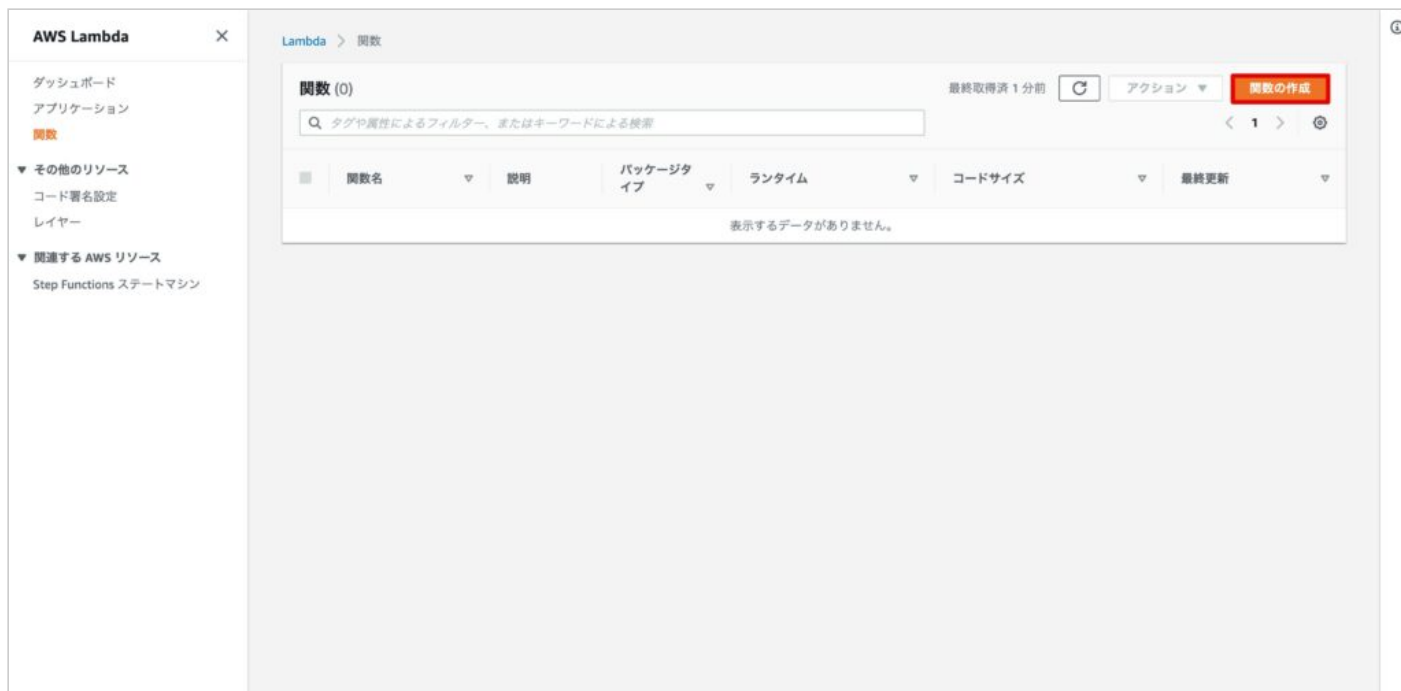 AWS Lambda
ダッシュボード
アプリケーション
関数
その他のリソース
コード署名設定
レイヤー
関連する AWS リソース
Step Functions ステートマシン
Lambda > 関数
関数 (0)
最終取得済 1 分前
アクション
関数の作成
タグや属性によるフィルター、またはキーワードによる検索
< 1 >
関数名
説明
パッケージタ
イプ
ランタイム
コードサイズ
最終更新
表示するデータがありません。